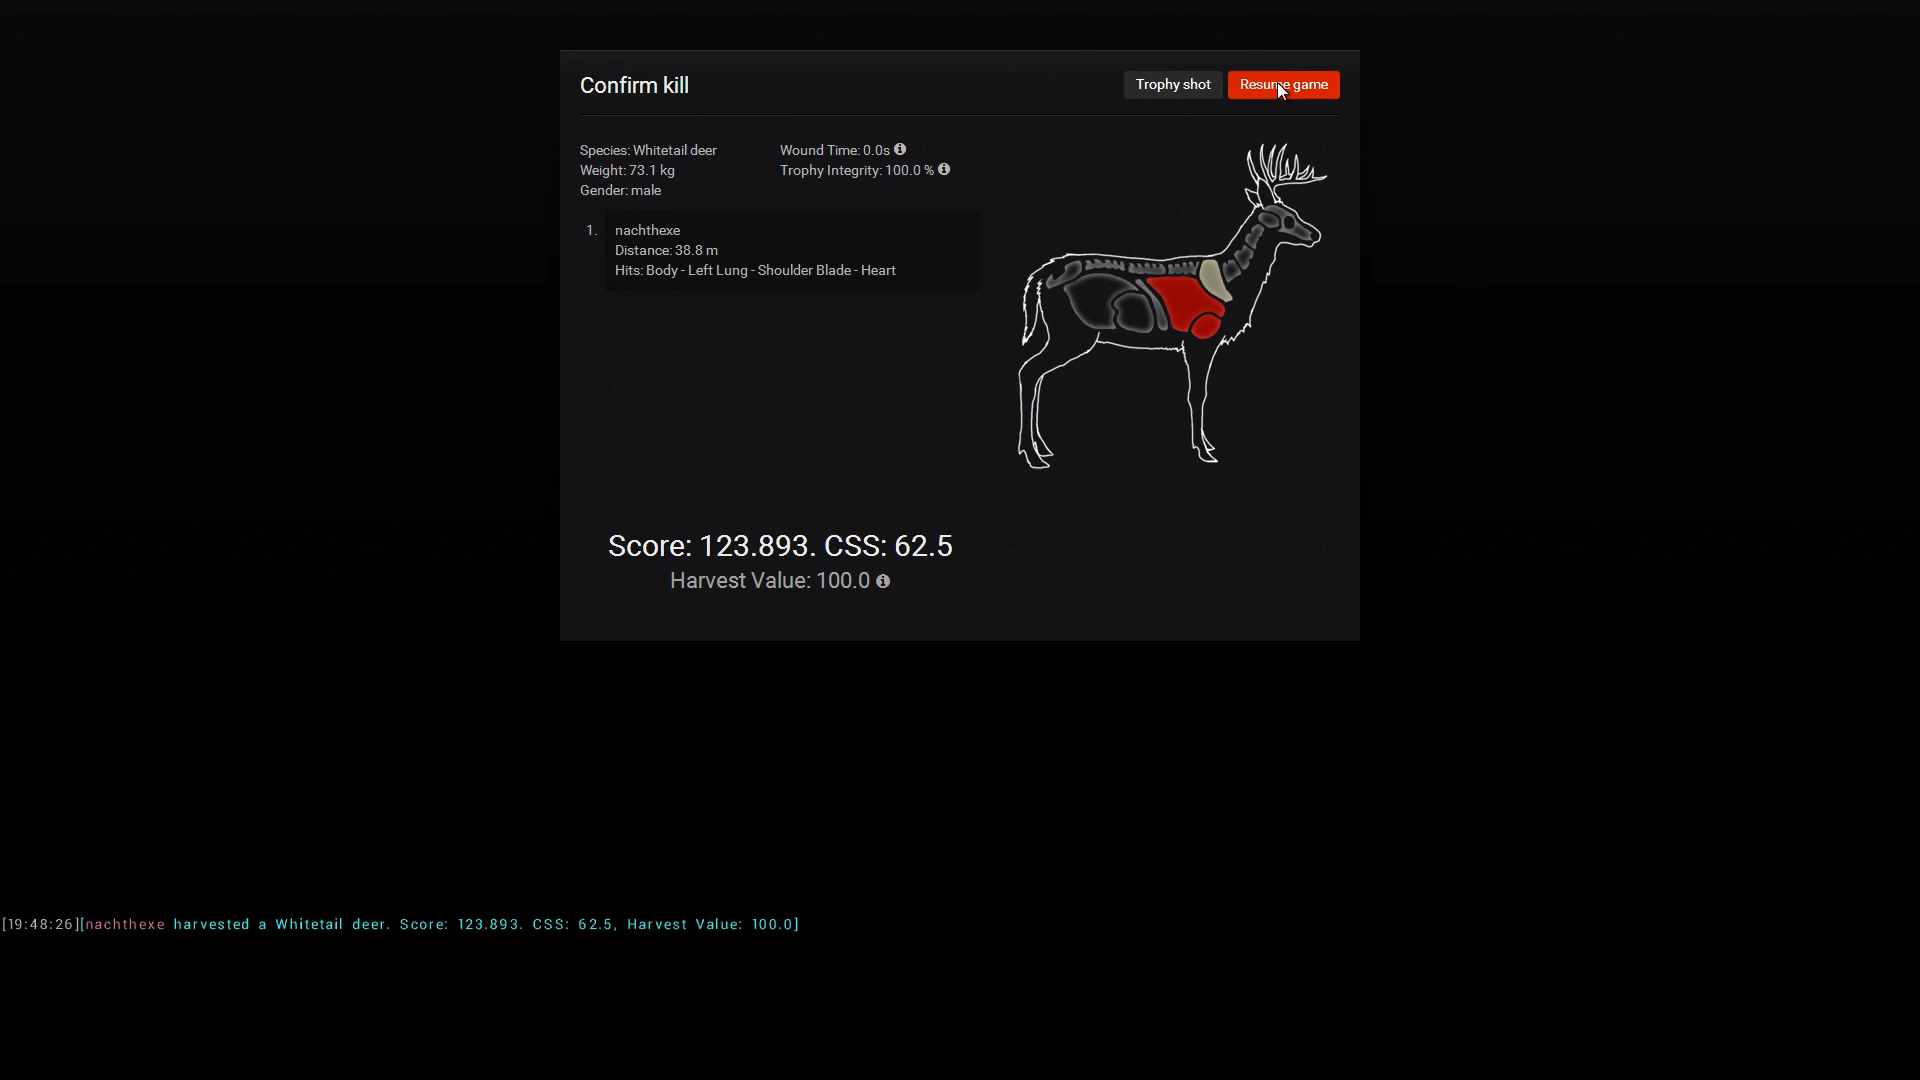 Confirm kill
Trophy shot
Resume game
Species: Whitetail deer
Weight: 73.1 kg
Gender: male
Wound Time: 0.0s
Trophy Integrity: 100.0 %
1.
nachthexe
Distance: 38.8 m
Hits: Body - Left Lung - Shoulder Blade - Heart
Score: 123.893. CSS: 62.5
Harvest Value: 100.0
[19:48:26][nachthexe harvested a Whitetail deer. Score: 123.893. CSS: 62.5, Harvest Value: 100.0]